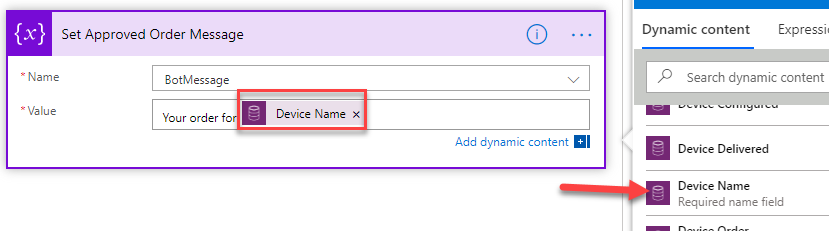 {x} Set Approved Order Message
* Name
BotMessage
* Value
Your order for Device Name ×
Add dynamic content
Dynamic content Expressi
Search dynamic content
Device Configured
Device Delivered
Device Name
Required name field
Device Order